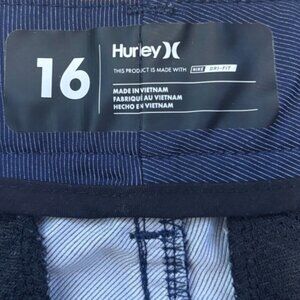 16
Hurley )(
THIS PRODUCT IS MADE WITH NIKE DRI-FIT
MADE IN VIETNAM
FABRIQUÉ AU VIETNAM
HECHO EN VIETNAM